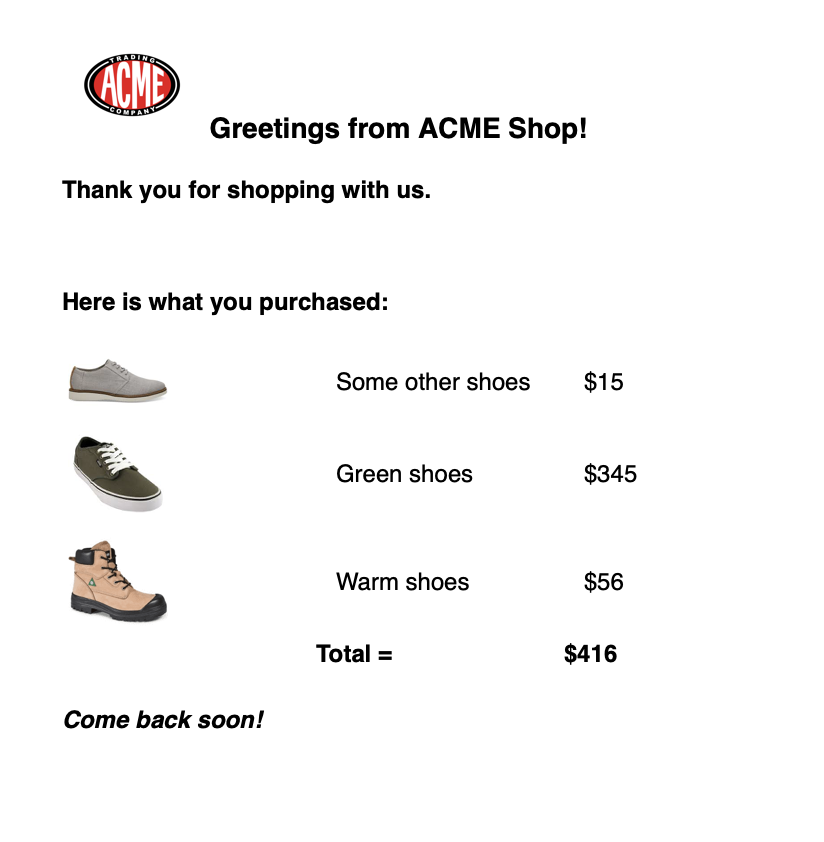 TRADING
ACME
COMPANY
Greetings from ACME Shop!
Thank you for shopping with us.
Here is what you purchased:
Some other shoes $15
Green shoes $345
Warm shoes $56
Total = $416
Come back soon!